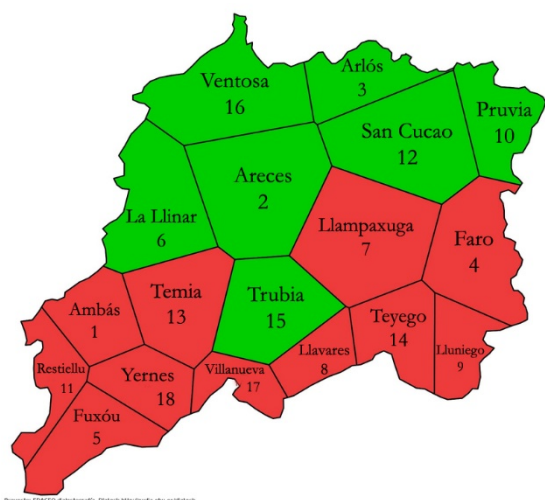 Ventosa
16
Arlós
3
Pruvia
10
San Cucao
12
Areces
2
La Llinar
6
Llampaxuga
7
Faro
4
Temia
13
Trubia
15
Ambás
1
Teyego
14
Llavares
8
Lluniego
9
Restiellu
11
Yernes
18
Villanueva
17
Fuxóu
5